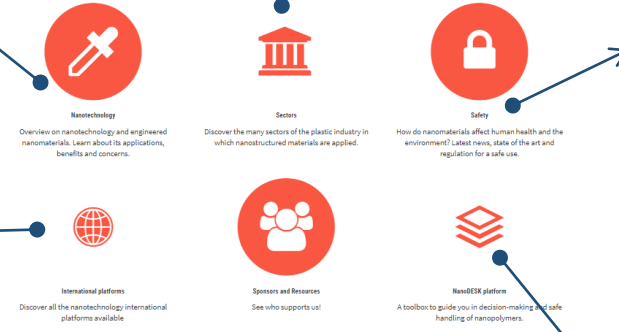 Nanotechnology
Overview on nanotechnology and engineered
nanomaterials. Learn about its applications,
benefits and concerns.
Sectors
Discover the many sectors of the plastic industry in
which nanostructured materials are applied.
Safety
How do nanomaterials affect human health and the
environment? Latest news, state of the art and
regulation for a safe use.
International platforms
Discover all the nanotechnology international
platforms available
Sponsors and Resources
See who supports us!
NanoDESK platform
A toolbox to guide you in decision-making and safe
handling of nanopolymers.